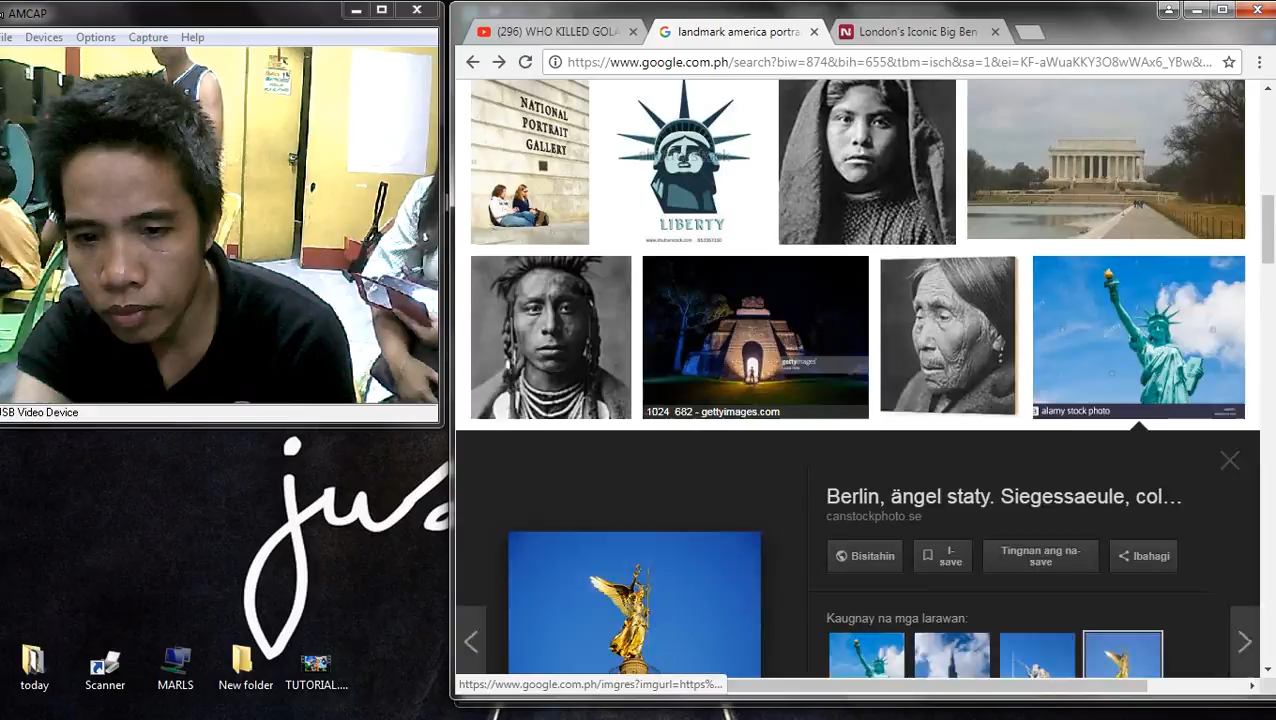 AMCAP
Devices Options Capture Help
USB Video Device
ju
today
Scanner
MARLS
New folder
TUTORIAL....
(296) WHO KILLED GOLA
landmark america portra
London's Iconic Big Ben
https://www.google.com.ph/search?biw=874&bih=655&tbm=isch&sa=1&ei=KF-aWuaKKY3O8wWAx6_YBw&...
NATIONAL
PORTRAIT
GALLERY
LIBERTY
1024 682 - gettyimages.com
gettyimages
alamy stock photo
Berlin, ängel staty. Siegessaeule, col...
canstockphoto.se
Bisitahin
I-
save
Tingnan ang na-
save
Ibahagi
Kaugnay na mga larawan:
https://www.google.com.ph/imgres?imgurl=https%...